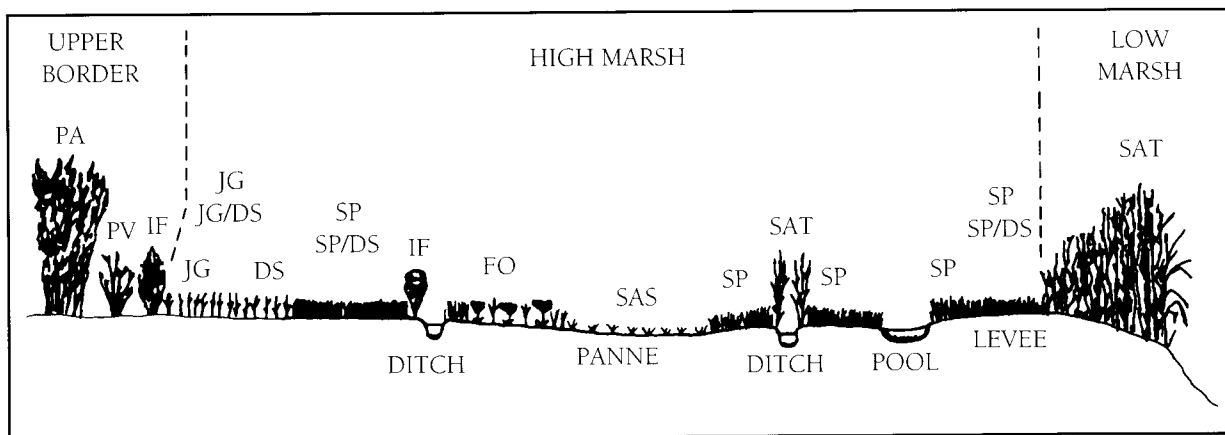 UPPER
BORDER
HIGH MARSH
LOW
MARSH
PA
SAT
JG
JG/DS
SP
SP/DS
SP
SP/DS
PV
IF
IF
SAT
JG
DS
FO
SAS
SP
SP
SP
DITCH
PANNE
DITCH
POOL
LEVEE